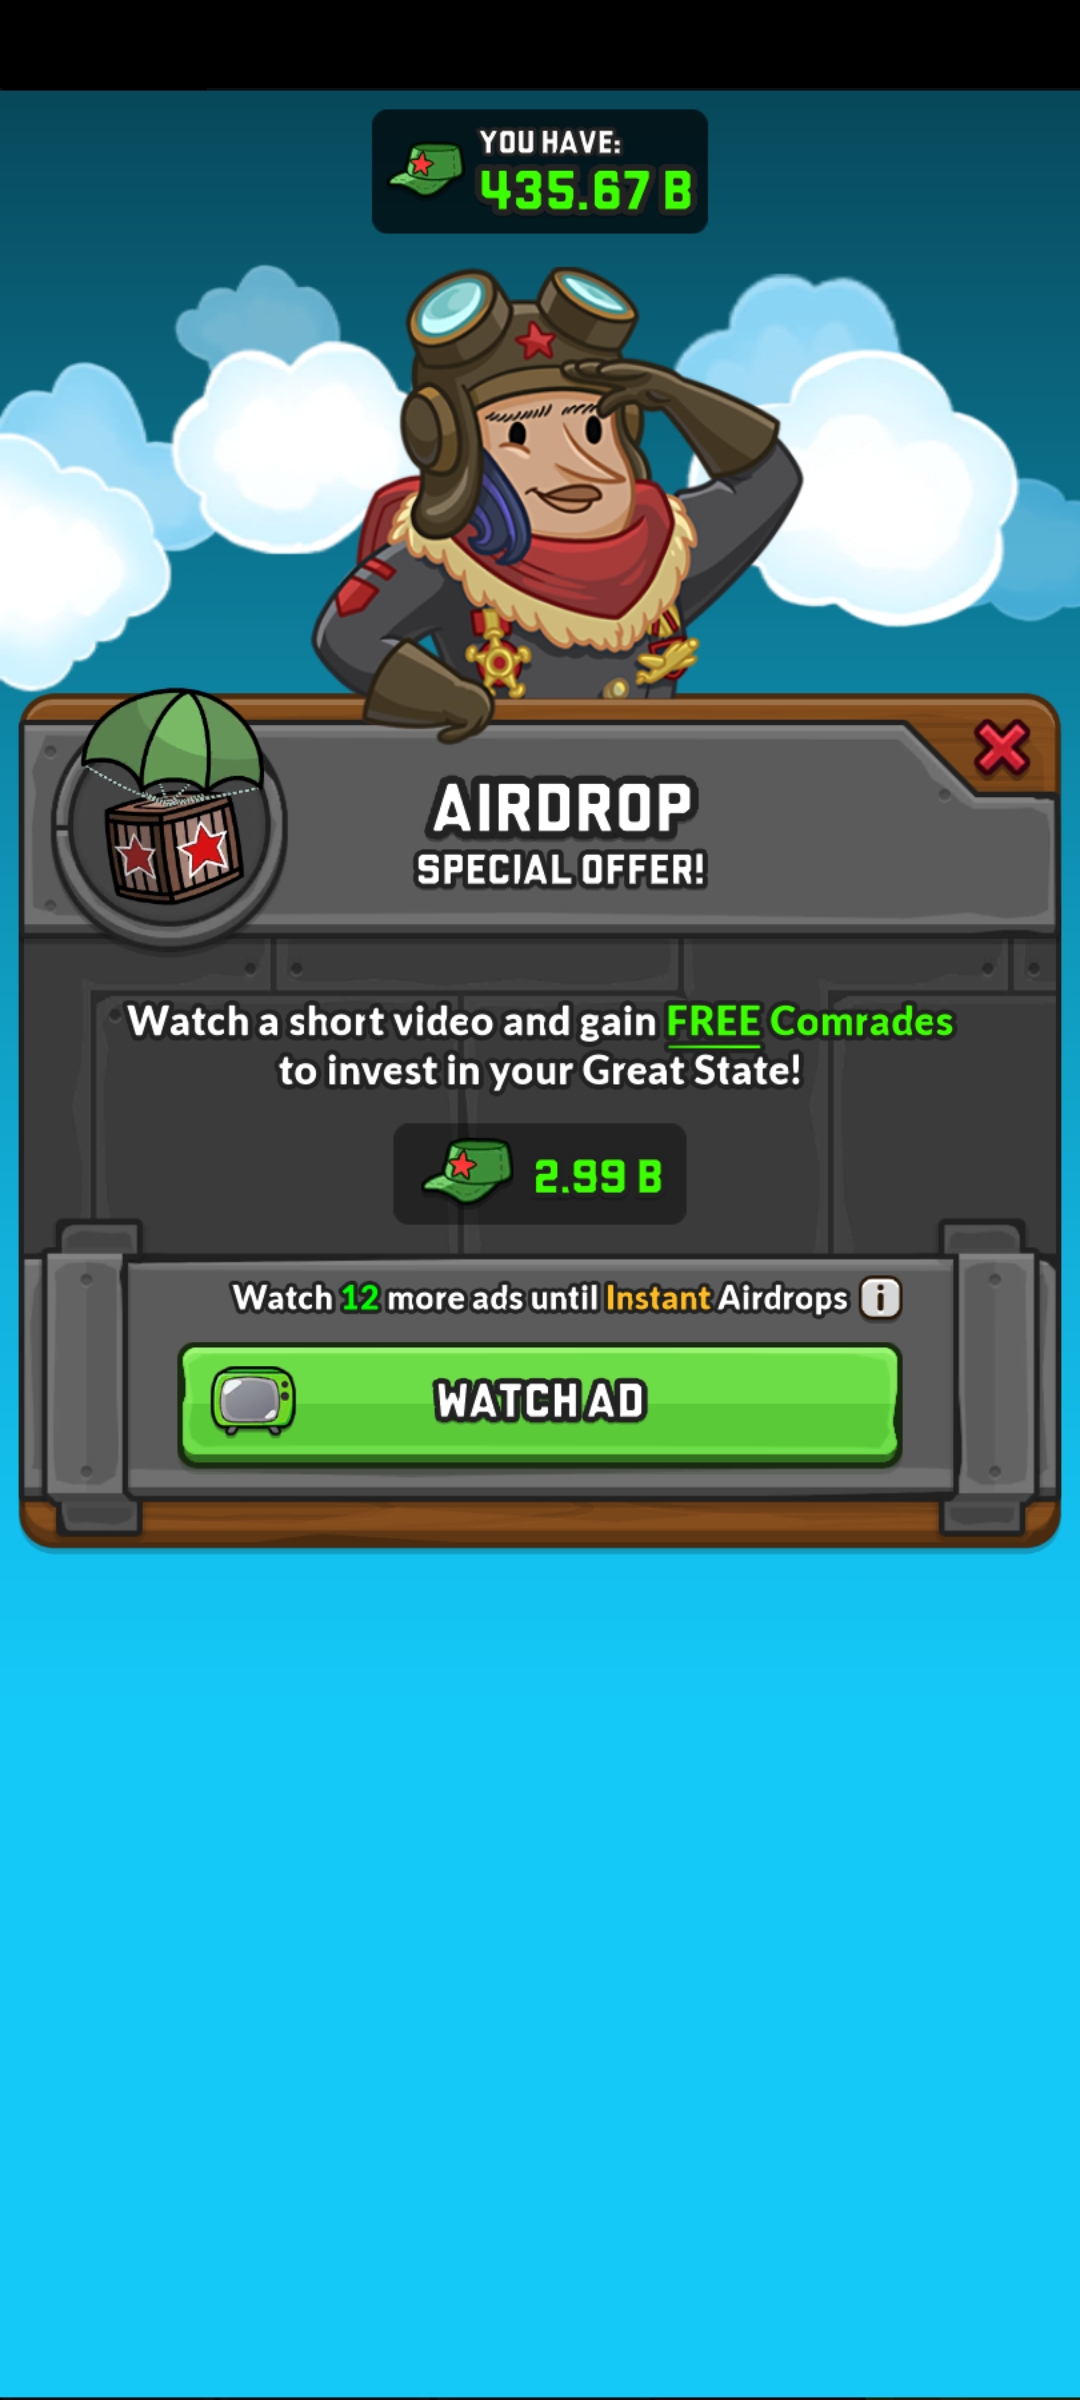 YOU HAVE:
435.67 B
AIRDROP
SPECIAL OFFER!
Watch a short video and gain FREE Comrades
to invest in your Great State!
2.99 B
Watch 12 more ads until Instant Airdrops i
WATCH AD